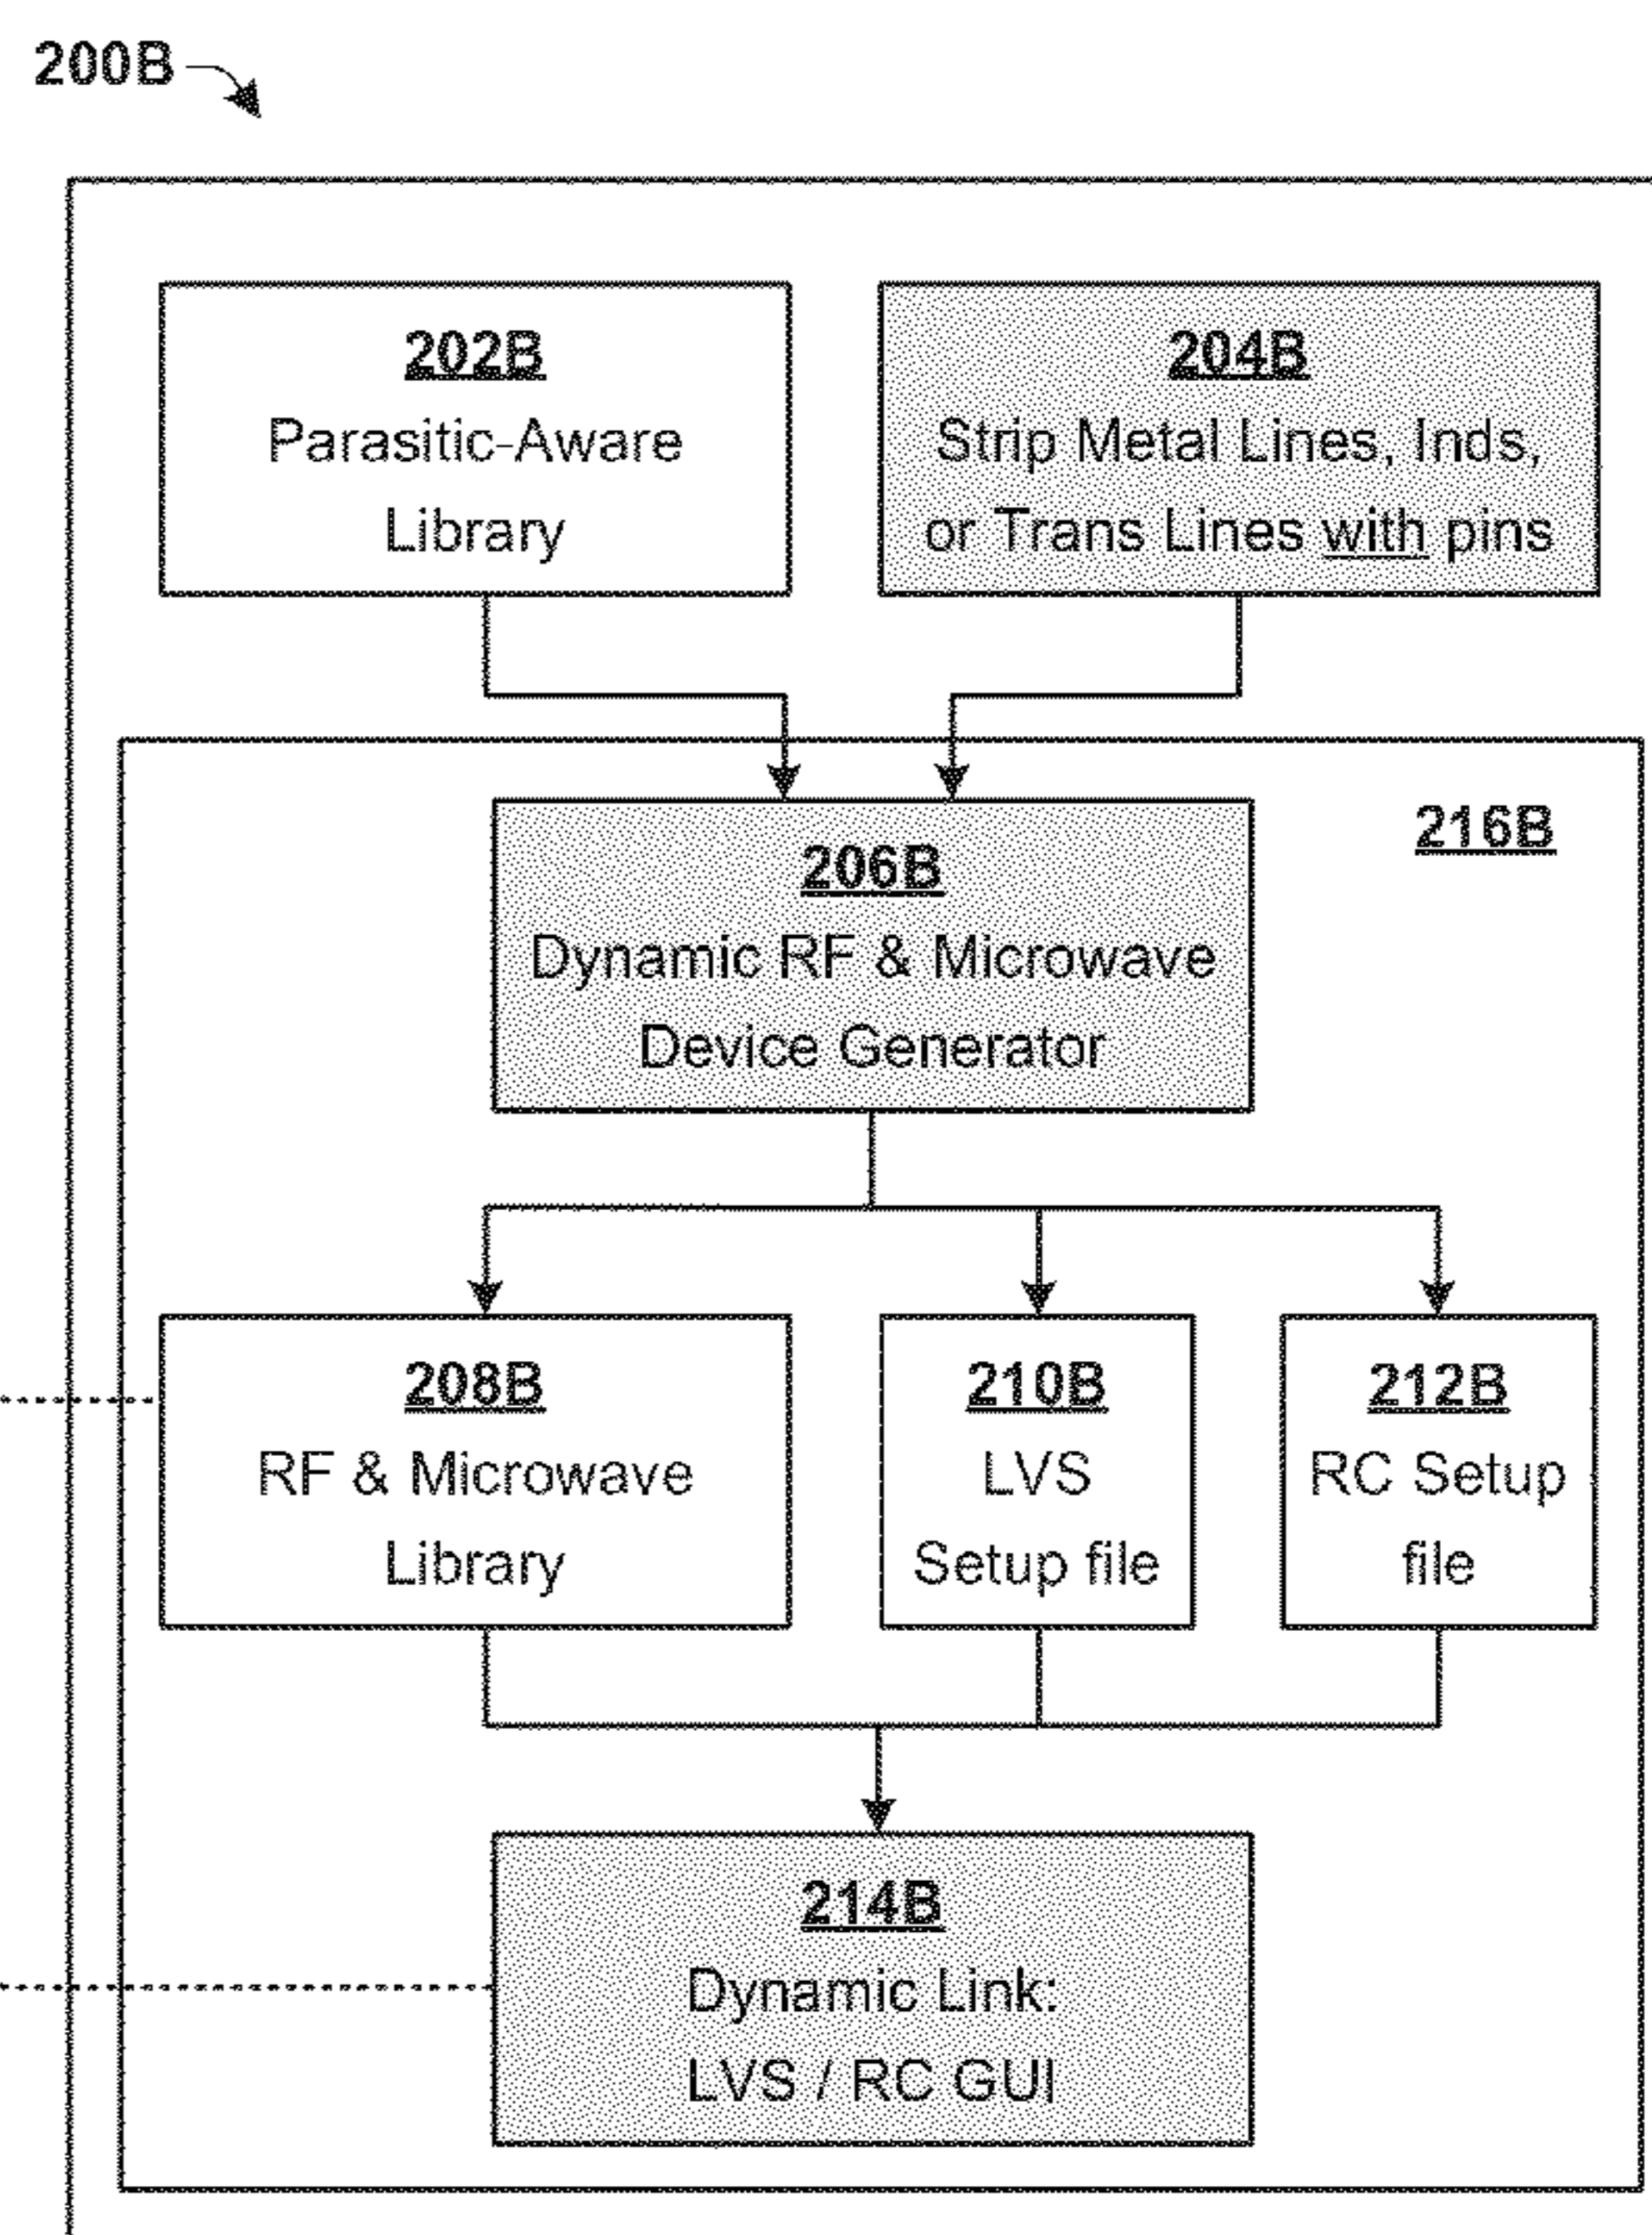 200B
202B
Parasitic-Aware
Library
204B
Strip Metal Lines, Inds,
or Trans Lines with pins
216B
206B
Dynamic RF & Microwave
Device Generator
208B
RF & Microwave
Library
210B
LVS
Setup file
212B
RC Setup
file
214B
Dynamic Link:
LVS / RC GUI